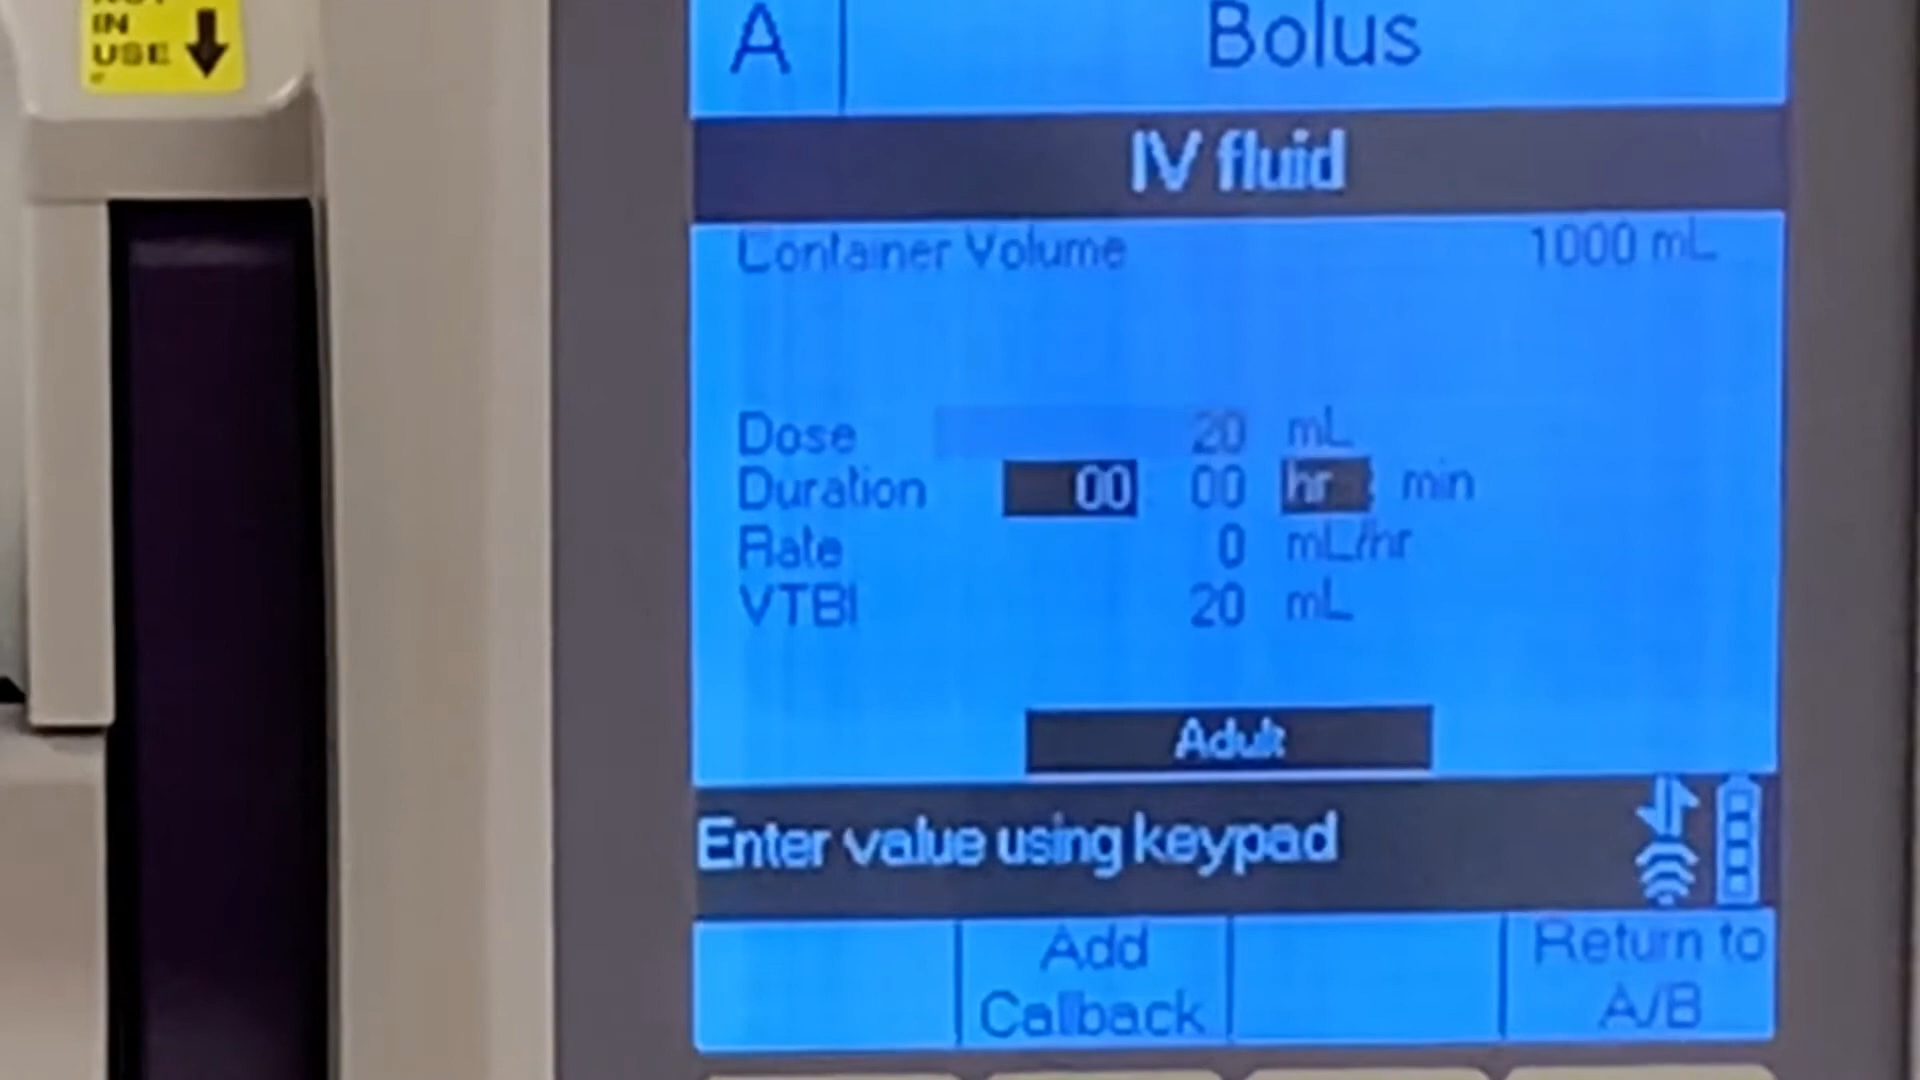 IN
USE
A Bolus
IV fluid
Container Volume 1000 mL
Dose 20 mL
Duration 00 : 00 hr : min
Rate 0 mL/hr
VTBI 20 mL
Adult
Enter value using keypad
Add
Callback
Return to
A/B